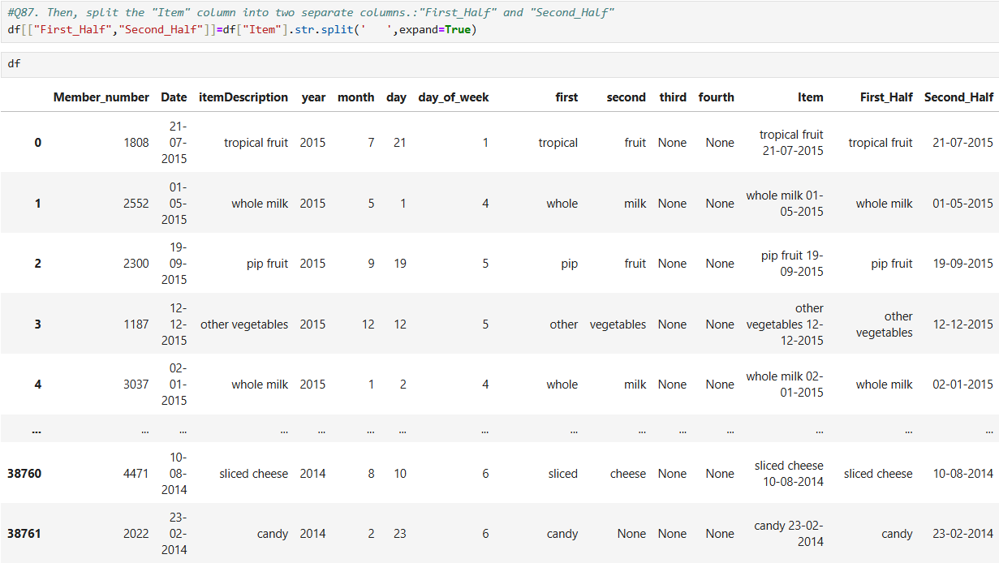 #Q87. Then, split the "Item" column into two separate columns.:"First_Half" and "Second_Half"
df[["First_Half","Second_Half"]]=df["Item"].str.split('   ',expand=True)
df
Member_number Date itemDescription year month day day_of_week first second third fourth Item First_Half Second_Half
0 1808 21-07-2015 tropical fruit 2015 7 21 1 tropical fruit None None tropical fruit 21-07-2015 tropical fruit 21-07-2015
1 2552 01-05-2015 whole milk 2015 5 1 4 whole milk None None whole milk 01-05-2015 whole milk 01-05-2015
2 2300 19-09-2015 pip fruit 2015 9 19 5 pip fruit None None pip fruit 19-09-2015 pip fruit 19-09-2015
3 1187 12-12-2015 other vegetables 2015 12 12 5 other vegetables None None other vegetables 12-12-2015 other vegetables 12-12-2015
4 3037 02-01-2015 whole milk 2015 1 2 4 whole milk None None whole milk 02-01-2015 whole milk 02-01-2015
... ... ... ... ... ... ... ... ... ... ... ... ... ... ...
38760 4471 10-08-2014 sliced cheese 2014 8 10 6 sliced cheese None None sliced cheese 10-08-2014 sliced cheese 10-08-2014
38761 2022 23-02-2014 candy 2014 2 23 6 candy None None None candy 23-02-2014 candy 23-02-2014